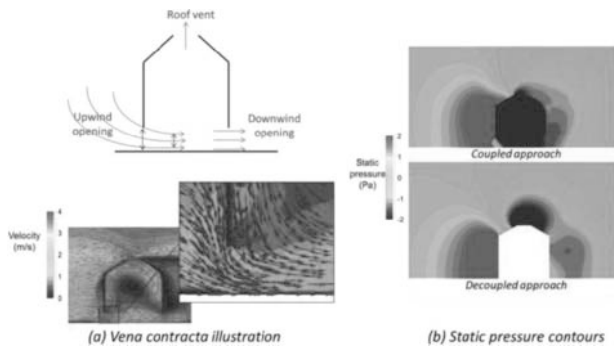 Roof vent
Upwind
opening
Downwind
opening
Velocity
(m/s)
4
3
2
1
0
(a) Vena contracta illustration
Coupled approach
Static
pressure
(Pa)
2
1
0
-1
-2
Decoupled approach
(b) Static pressure contours